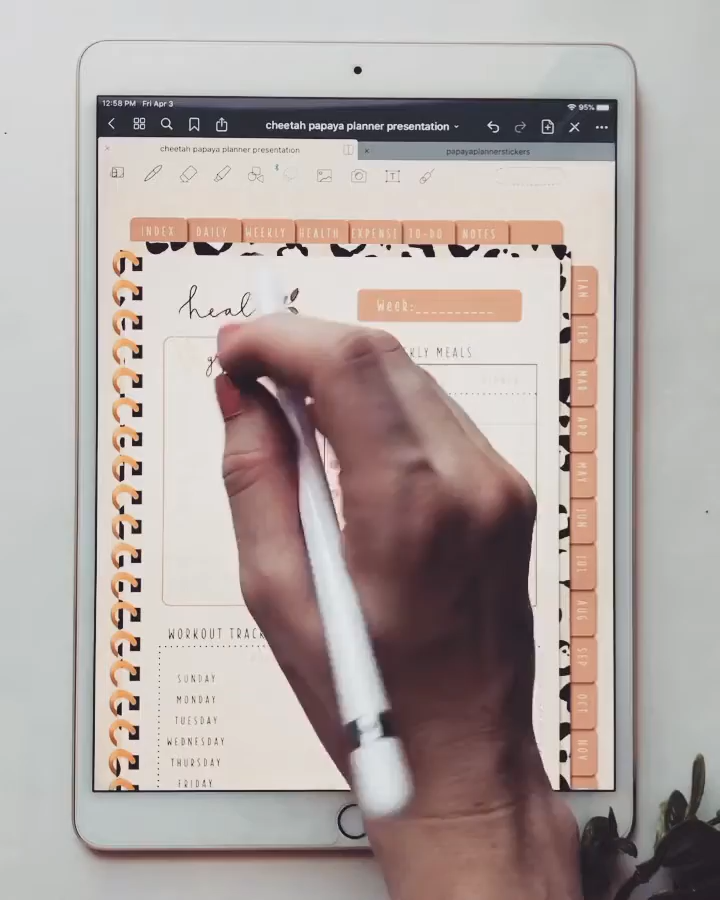 12:58 PM Fri Apr 3
95%
cheetah papaya planner presentation
cheetah papaya planner presentation
papayaplannerstickers
T
INDEX
DAILY
WEEKLY
HEALTH
EXPENSE
TO-DO
NOTES
heal
Week:__________
MEALS
WORKOUT
SUNDAY
MONDAY
TUESDAY
WEDNESDAY
THURSDAY
FRIDAY
JAN
FEB
MAR
APR
MAY
JUN
JUL
AUG
SEP
OCT
NOV